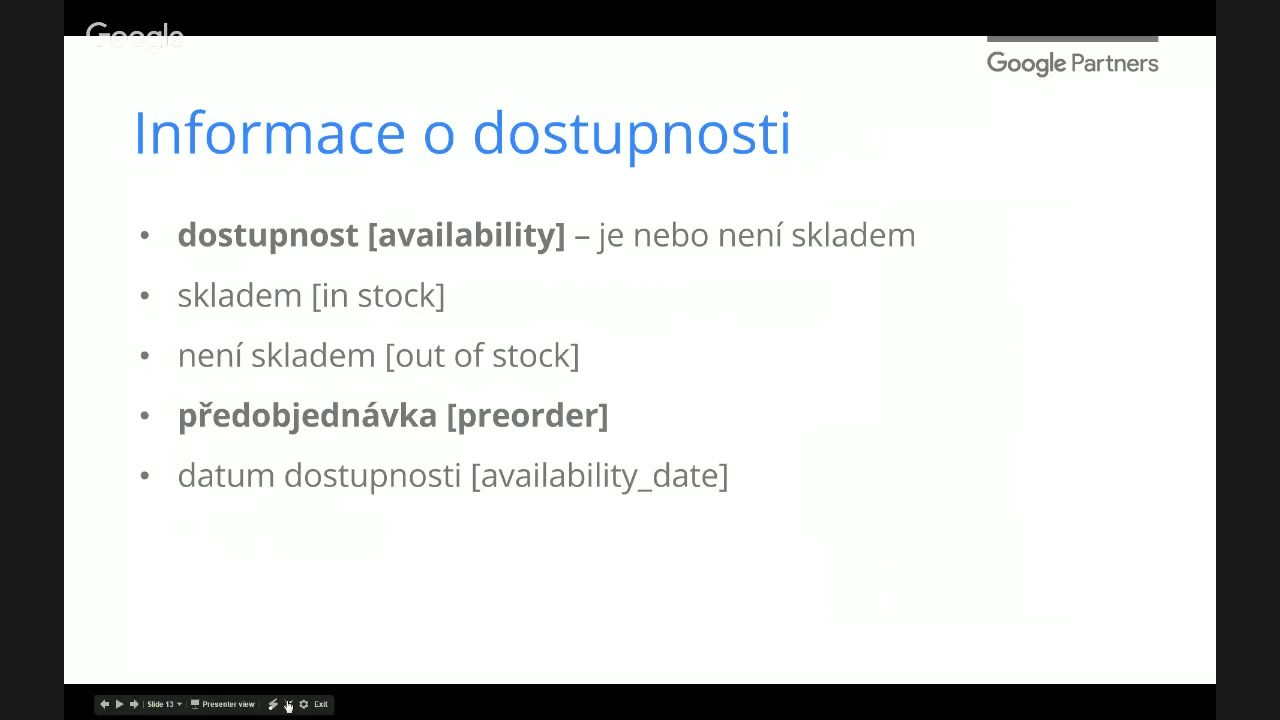 Google
Google Partners
Informace o dostupnosti
• dostupnost [availability] – je nebo není skladem
• skladem [in stock]
• není skladem [out of stock]
• předobjednávka [preorder]
• datum dostupnosti [availability_date]
Slide 13 Presenter view Exit